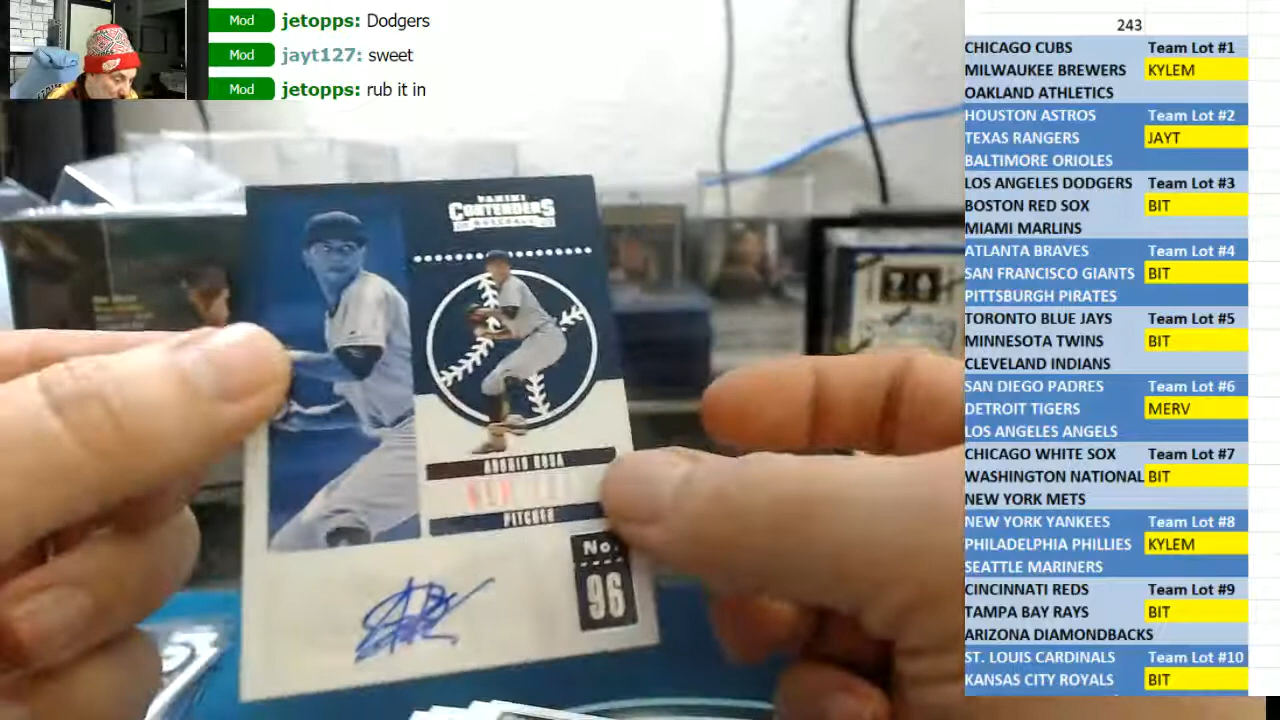 Mod jetopps: Dodgers
Mod jayt127: sweet
Mod jetopps: rub it in
243
CHICAGO CUBS Team Lot #1
MILWAUKEE BREWERS KYLEM
OAKLAND ATHLETICS
HOUSTON ASTROS Team Lot #2
TEXAS RANGERS JAYT
BALTIMORE ORIOLES
LOS ANGELES DODGERS Team Lot #3
BOSTON RED SOX BIT
MIAMI MARLINS
ATLANTA BRAVES Team Lot #4
SAN FRANCISCO GIANTS BIT
PITTSBURGH PIRATES
TORONTO BLUE JAYS Team Lot #5
MINNESOTA TWINS BIT
CLEVELAND INDIANS
SAN DIEGO PADRES Team Lot #6
DETROIT TIGERS MERV
LOS ANGELES ANGELS
CHICAGO WHITE SOX Team Lot #7
WASHINGTON NATIONAL BIT
NEW YORK METS
NEW YORK YANKEES Team Lot #8
PHILADELPHIA PHILLIES KYLEM
SEATTLE MARINERS
CINCINNATI REDS Team Lot #9
TAMPA BAY RAYS BIT
ARIZONA DIAMONDBACKS
ST. LOUIS CARDINALS Team Lot #10
KANSAS CITY ROYALS BIT
PANINI
CONTENDERS
BASEBALL
PITCHER
No.
96